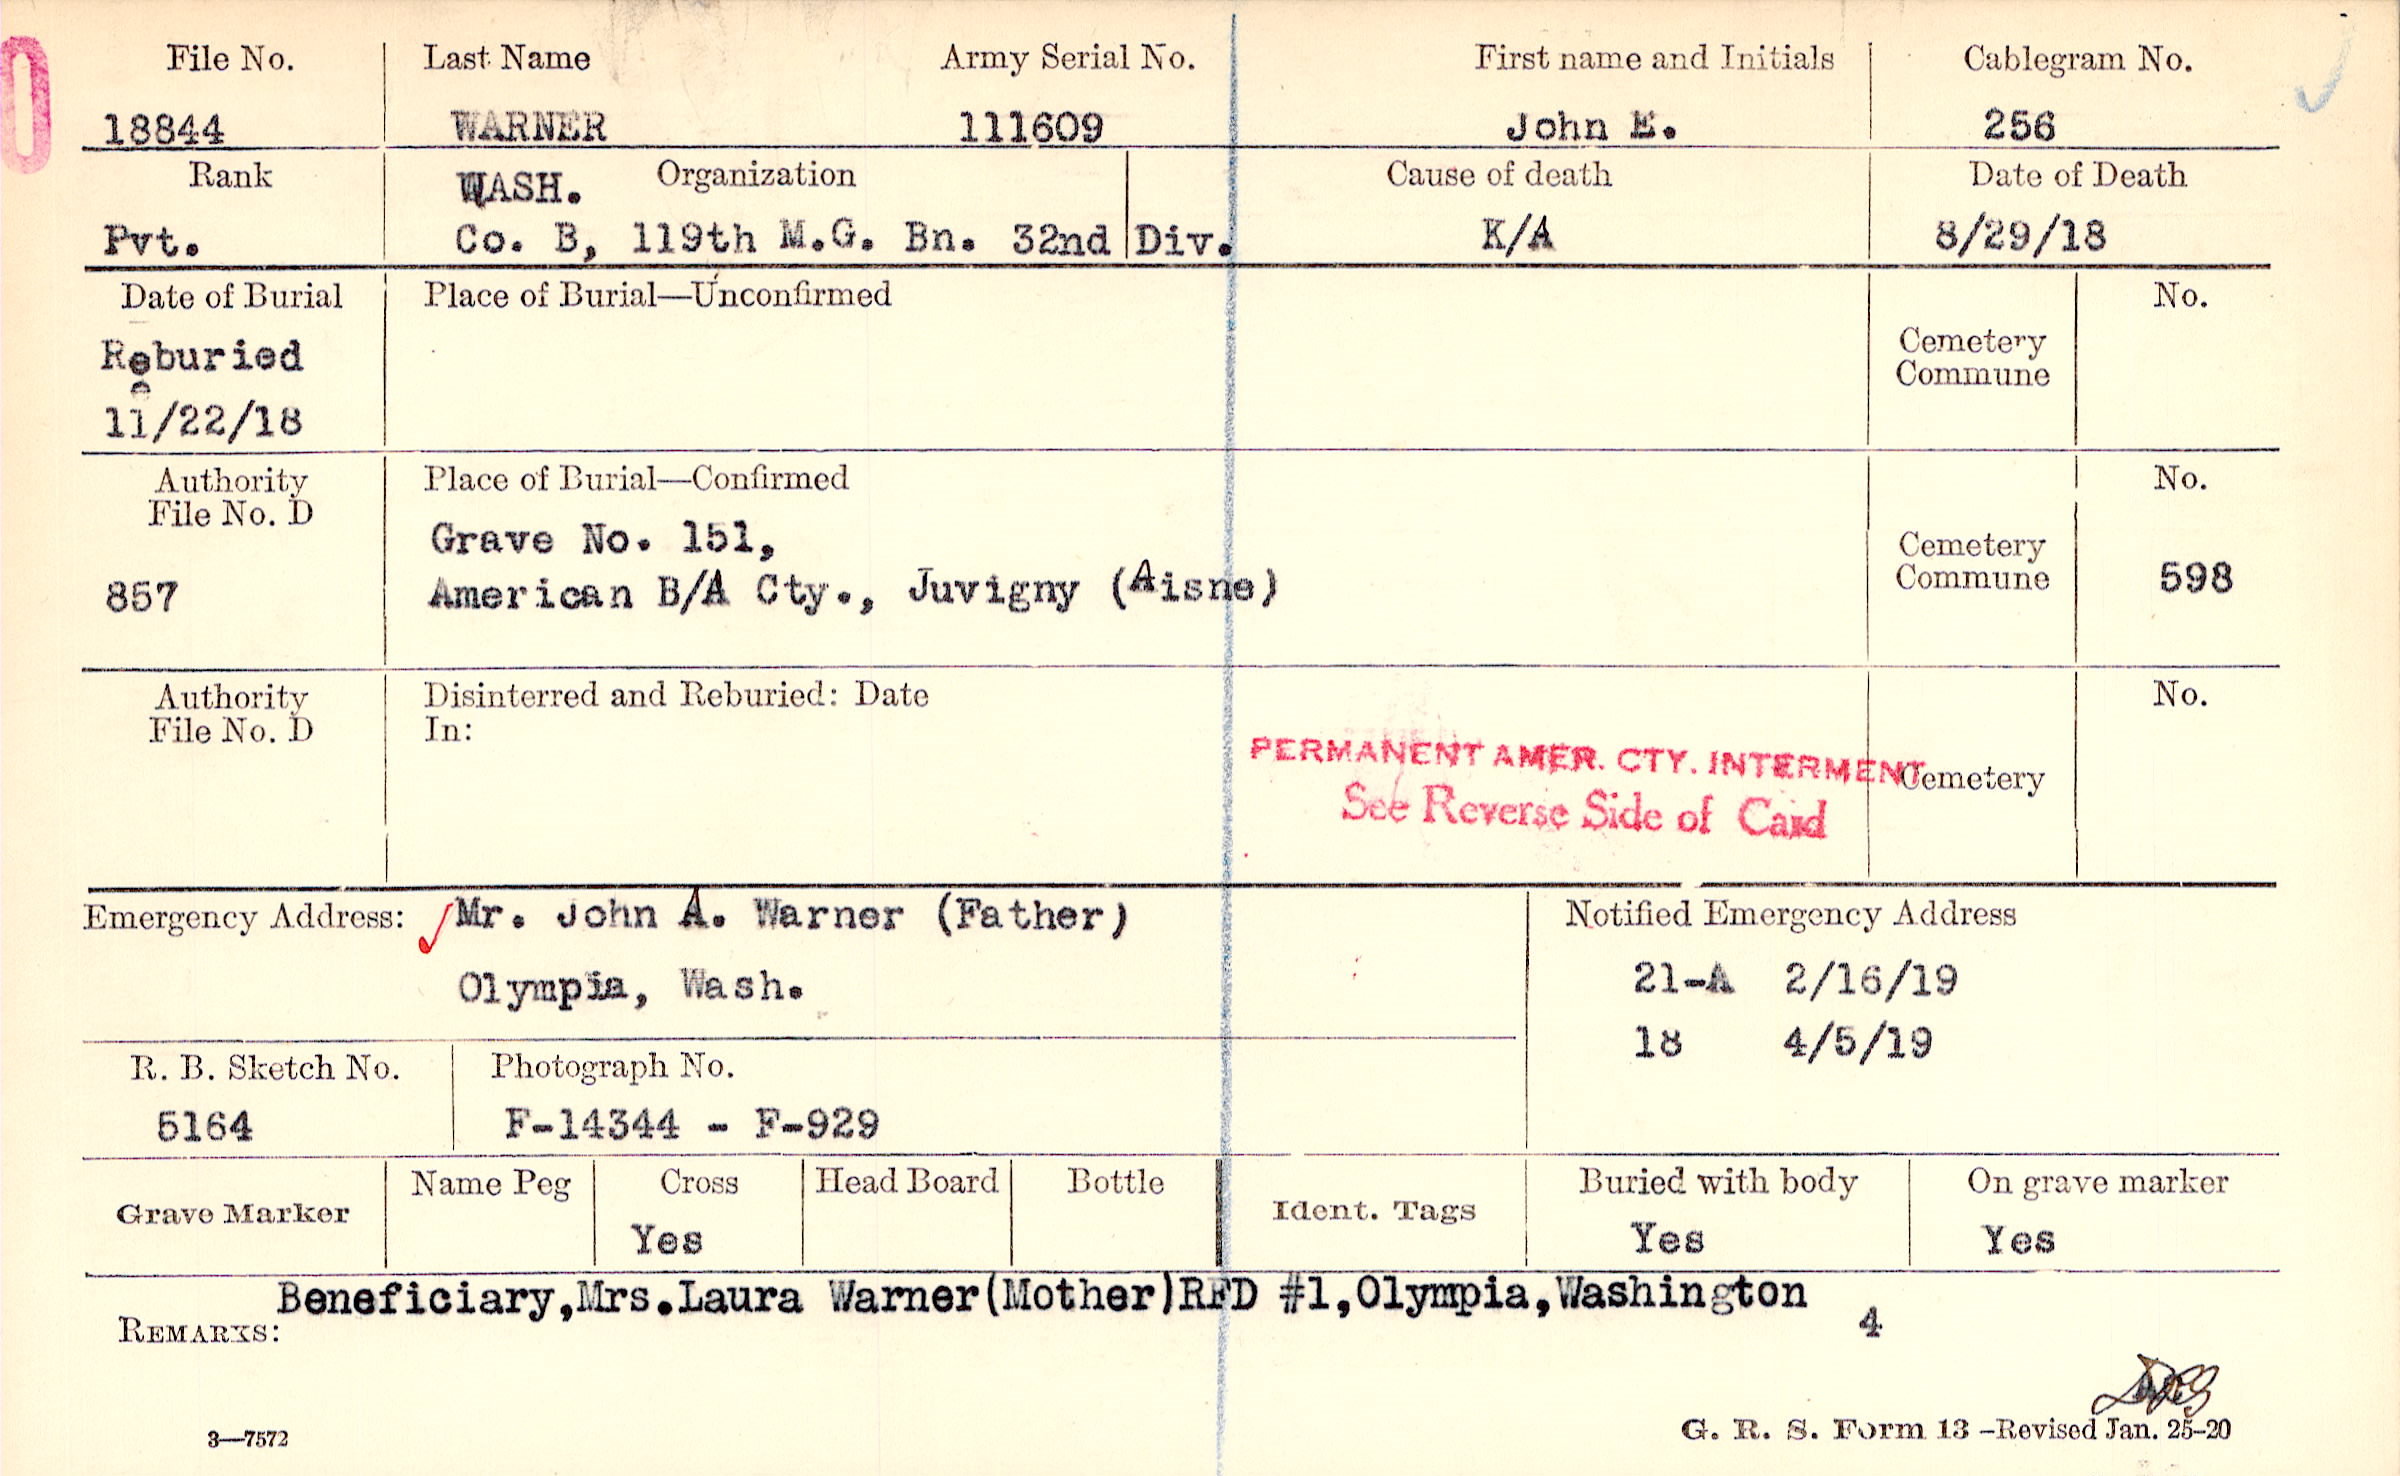 File No. Last Name Army Serial No. First name and Initials Cablegram No.
18844 WARNER 111609 John E. 256
Rank WASH. Organization Cause of death Date of Death
Pvt. Co. B, 119th M.G. Bn. 32nd Div. K/A 8/29/18
Date of Burial Place of Burial—Unconfirmed No.
Reburied
Cemetery
Commune
11/22/18
Authority Place of Burial—Confirmed No.
File No. D
Grave No. 151,
Cemetery
857 American B/A Cty., Juvigny (Aisne) Commune 598
Authority Disinterred and Reburied: Date No.
File No. D In:
PERMANENT AMER. CTY. INTERMENT Cemetery
See Reverse Side of Card
Emergency Address: Mr. John A. Warner (Father) Notified Emergency Address
Olympia, Wash. 21-A 2/16/19
18 4/5/19
R. B. Sketch No. Photograph No.
5164 F-14344 - F-929
Grave Marker Name Peg Cross Head Board Bottle Ident. Tags Buried with body On grave marker
Yes Yes Yes
Beneficiary,Mrs.Laura Warner(Mother)RFD #1,Olympia,Washington
REMARKS: 4
3—7572 G. R. S. Form 13 –Revised Jan. 25–20